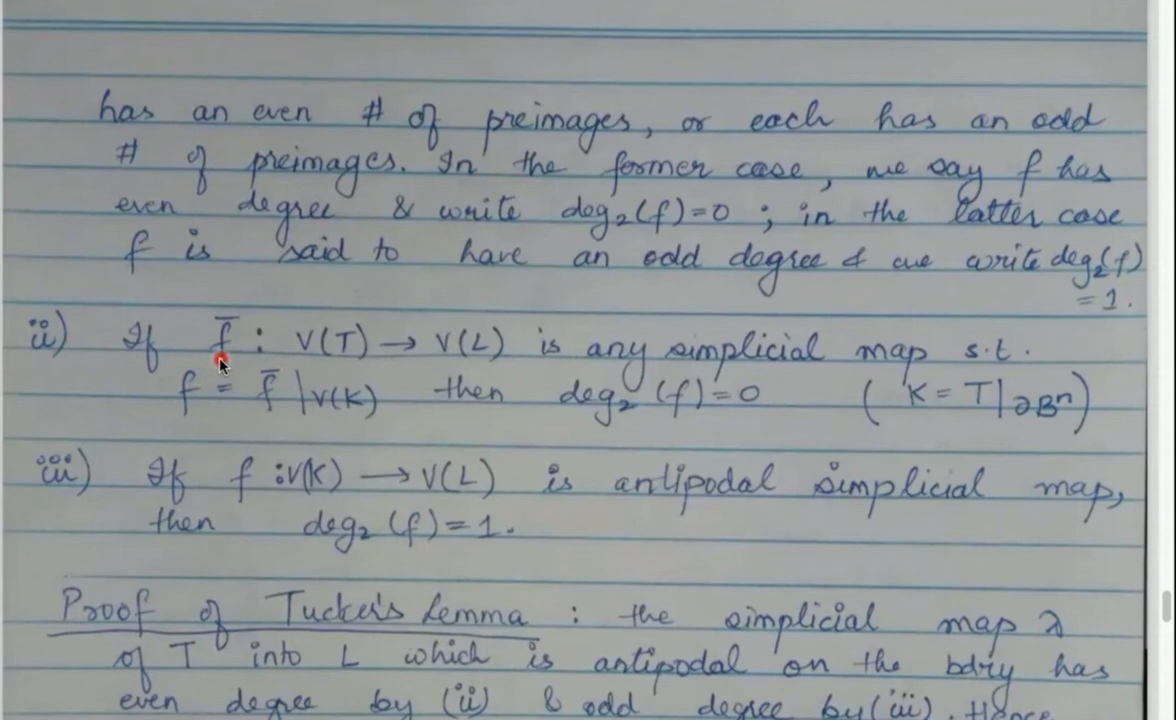 has an even # of preimages, or each has an odd
# of preimages. In the former case, we say f has
even degree & write deg₂(f)=0 ; in the latter case
f is said to have an odd degree & we write deg₂(f)
= 1.
ii) If f̅ : V(T) → V(L) is any simplicial map s.t.
f = f̅ |V(K) then deg₂ (f)=0 ( K = T|∂Bⁿ)
iii) If f :V(K) → V(L) is antipodal simplicial map,
then deg₂ (f)=1.
Proof of Tucker's Lemma : the simplicial map λ
of T into L which is antipodal on the bdry has
even degree by (ii) & odd degree by (iii). Hence